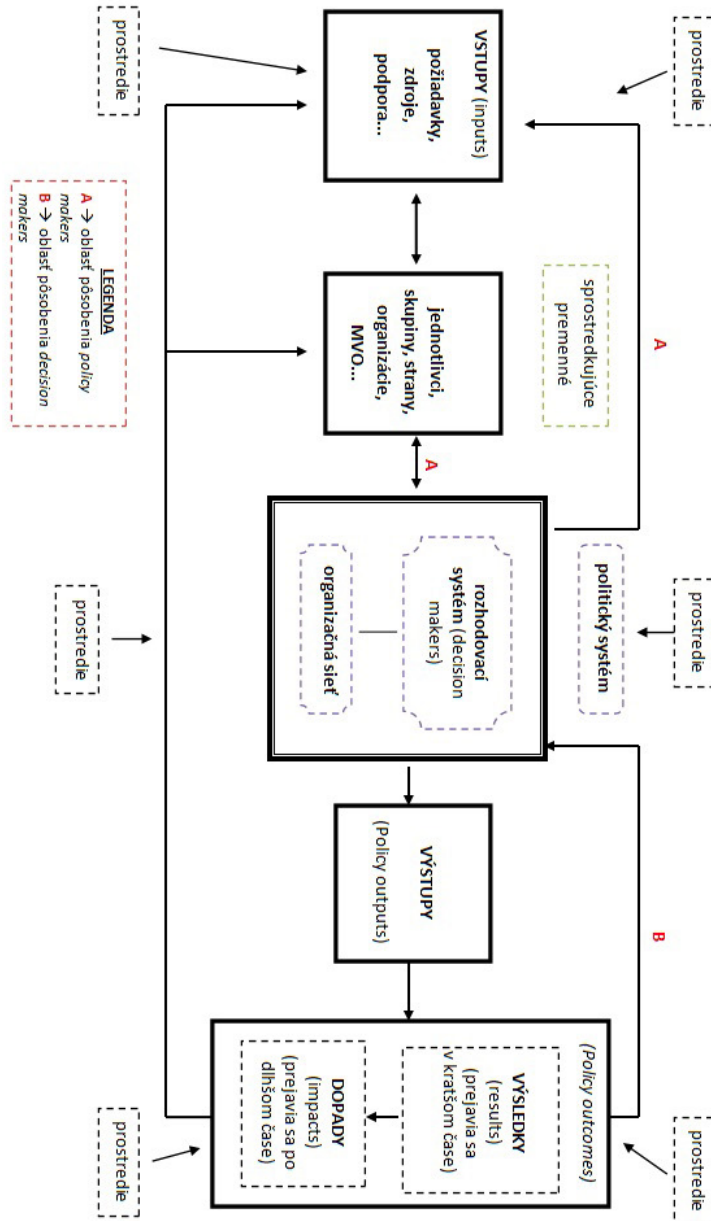 prostredie
prostredie
prostredie
A
B
sprostredkujúce
premenné
politický systém
VSTUPY (inputs)
požiadavky,
zdroje,
podpora...
jednotlivci,
skupiny, strany,
organizácie,
MVO...
A
rozhodovací
systém (decision
makers)
organizačná sieť
VÝSTUPY
(Policy outputs)
(Policy outcomes)
VÝSLEDKY
(results)
(prejavia sa
v kratšom čase)
DOPADY
(impacts)
(prejavia sa po
dlhšom čase)
prostredie
prostredie
prostredie
LEGENDA
A → oblasť pôsobenia policy
makers
B → oblasť pôsobenia decision
makers